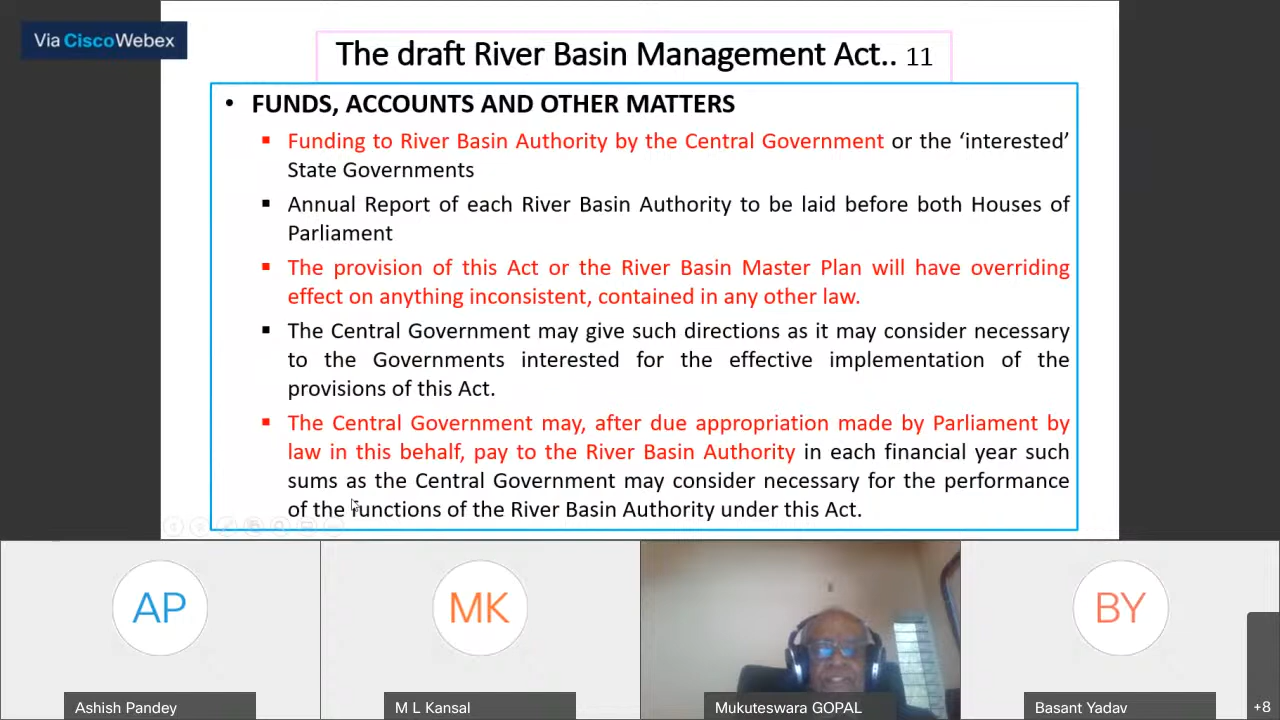 Via CiscoWebex
The draft River Basin Management Act.. 11
• FUNDS, ACCOUNTS AND OTHER MATTERS
▪ Funding to River Basin Authority by the Central Government or the ‘interested’
State Governments
▪ Annual Report of each River Basin Authority to be laid before both Houses of
Parliament
▪ The provision of this Act or the River Basin Master Plan will have overriding
effect on anything inconsistent, contained in any other law.
▪ The Central Government may give such directions as it may consider necessary
to the Governments interested for the effective implementation of the
provisions of this Act.
▪ The Central Government may, after due appropriation made by Parliament by
law in this behalf, pay to the River Basin Authority in each financial year such
sums as the Central Government may consider necessary for the performance
of the functions of the River Basin Authority under this Act.
AP
MK
BY
Ashish Pandey
M L Kansal
Mukuteswara GOPAL
Basant Yadav
+8